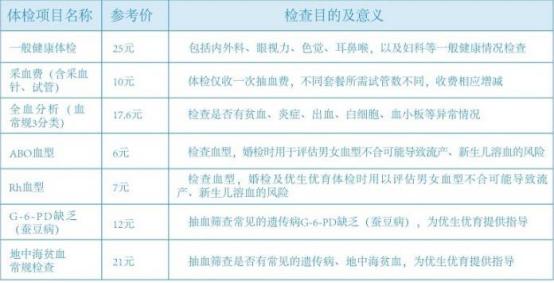 体检项目名称 参考价 检查目的及意义
一般健康体检 25元 包括内外科、眼视力、色觉、耳鼻喉，以及妇科等一般健康情况检查
采血费（含采血
针、试管） 10元 体检仅收一次抽血费，不同套餐所需试管数不同，收费相应增减
全血分析（血
常规3分类） 17,6元 检查是否有贫血、炎症、出血、白细胞、血小板等异常情况
ABO血型 6元 检查血型，婚检时用于评估男女血型不合可能导致流产、新生儿溶血的风险
Rh血型 7元 检查血型，婚检及优生优育体检时用以评估男女血型不合可能导致流
产、新生儿溶血的风险
G-6-PD缺乏
（蚕豆病） 12元 抽血筛查常见的遗传病G-6-PD缺乏（蚕豆病），为优生优育提供指导
地中海贫血
常规检查 21元 抽血筛查是否有常见的遗传病、地中海贫血，为优生优育提供指导